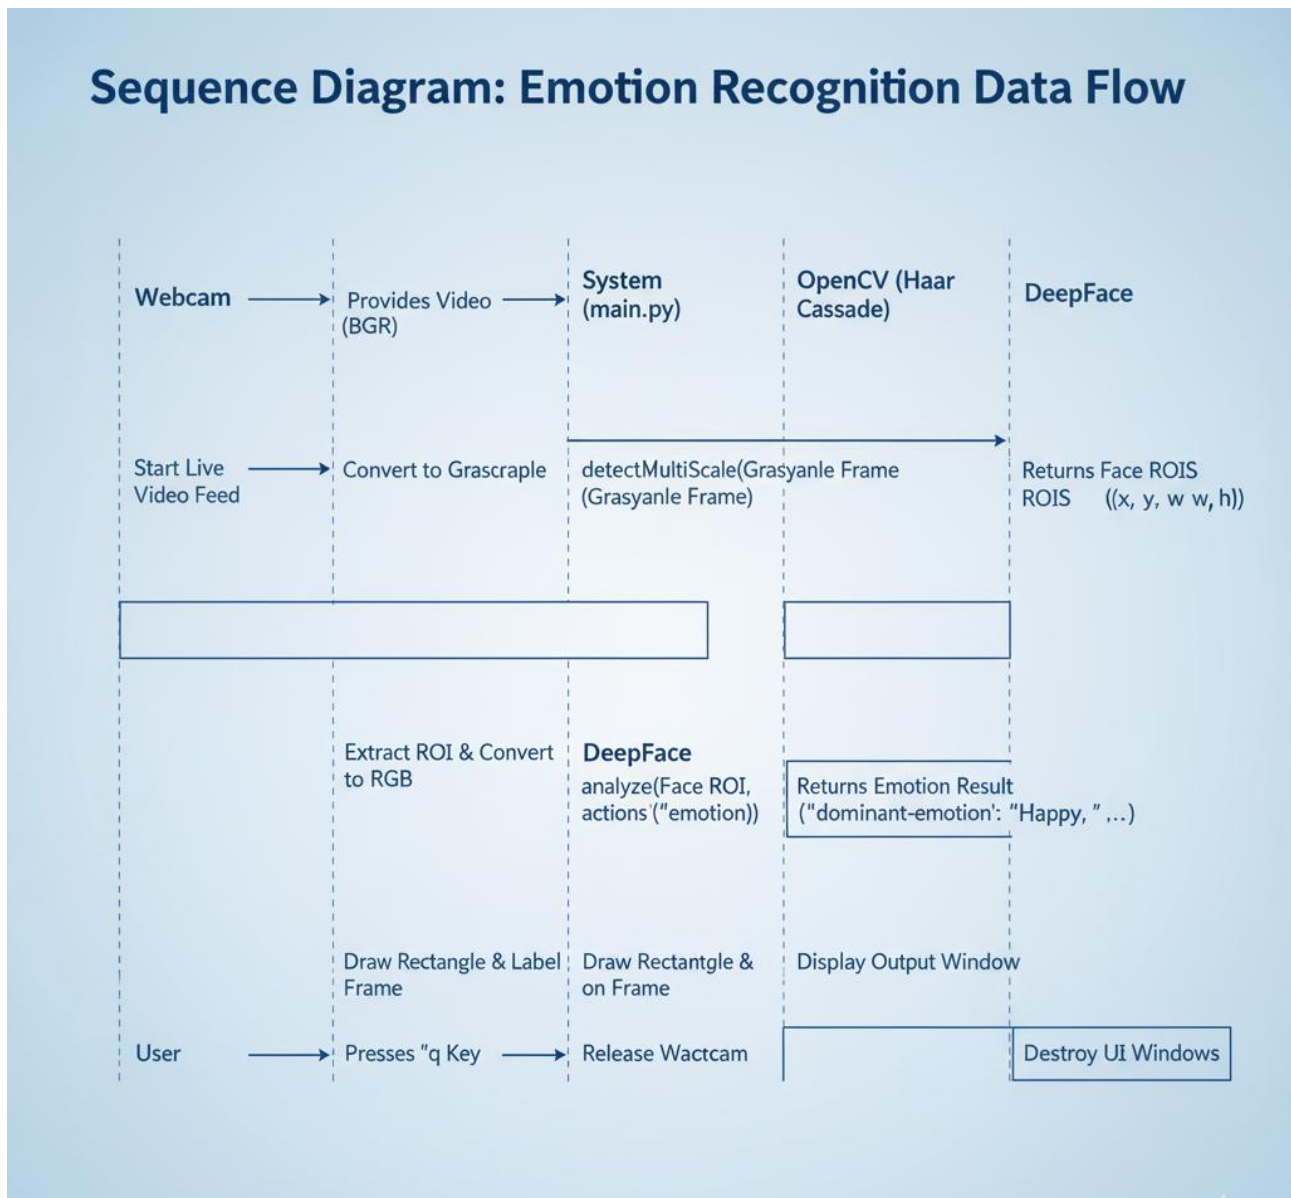 Sequence Diagram: Emotion Recognition Data Flow
Webcam
Provides Video
(BGR)
System
(main.py)
OpenCV (Haar
Cassade)
DeepFace
Start Live
Video Feed
Convert to Grascraple
detectMultiScale(Grasyanle Frame
(Grasyanle Frame)
Returns Face ROIS
ROIS ((x, y, w w, h))
Extract ROI & Convert
to RGB
DeepFace
analyze(Face ROI,
actions ("emotion))
Returns Emotion Result
("dominant-emotion': "Happy, " ,..)
Draw Rectangle & Label
Frame
Draw Rectantgle &
on Frame
Display Output Window
User
Presses "q Key
Release Wactcam
Destroy UI Windows